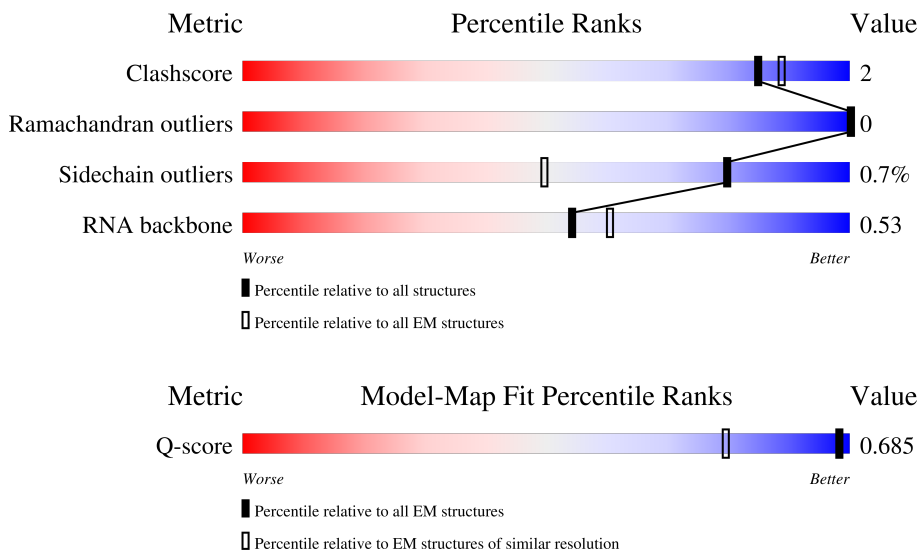 Metric Percentile Ranks Value
Clashscore 2
Ramachandran outliers 0
Sidechain outliers 0.7%
RNA backbone 0.53
Worse Better
Percentile relative to all structures
Percentile relative to all EM structures
Metric Model-Map Fit Percentile Ranks Value
Q-score 0.685
Worse Better
Percentile relative to all EM structures
Percentile relative to EM structures of similar resolution